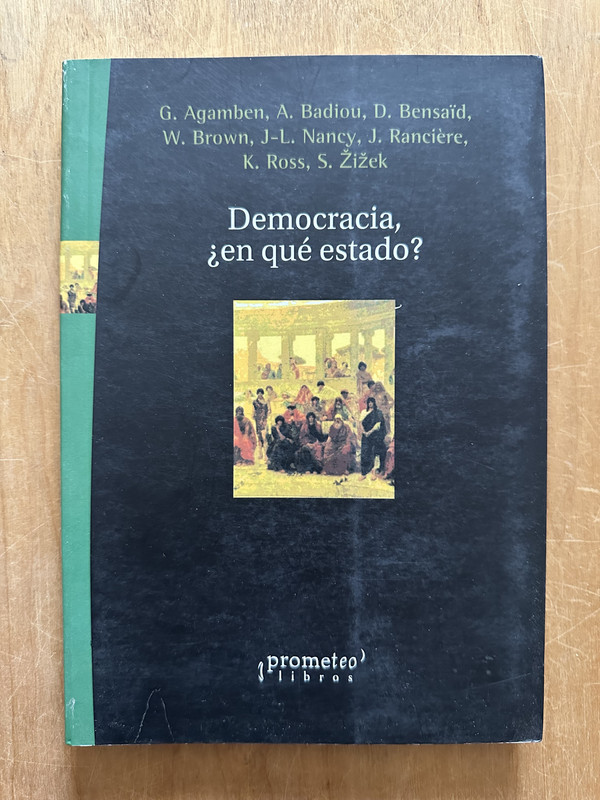 G. Agamben, A. Badiou, D. Bensaïd,
W. Brown, J-L. Nancy, J. Rancière,
K. Ross, S. Žižek
Democracia,
¿en qué estado?
prometeo
libros